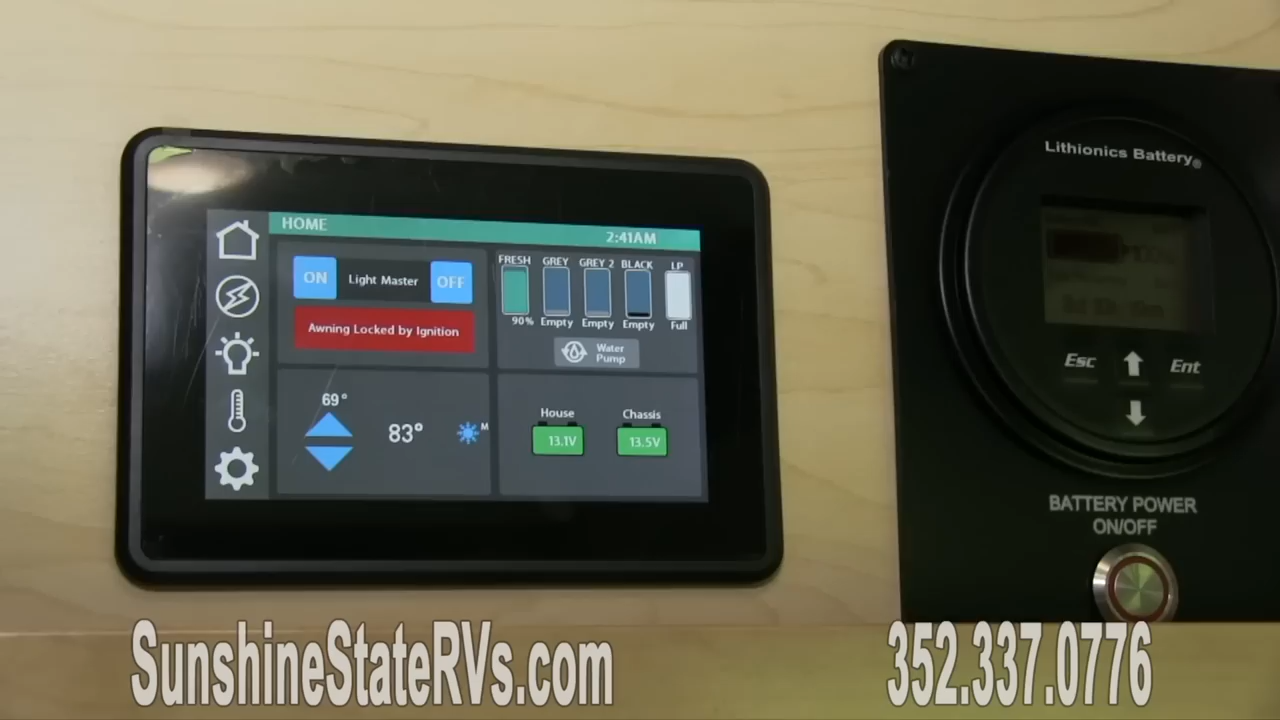 HOME
2:41AM
ON Light Master OFF
Awning Locked by Ignition
FRESH GREY GREY 2 BLACK LP
90% Empty Empty Empty Full
Water
Pump
69°
83°
M
House Chassis
13.1V 13.5V
Lithionics Battery®
Esc Ent
BATTERY POWER
ON/OFF
SunshineStateRVs.com 352.337.0776